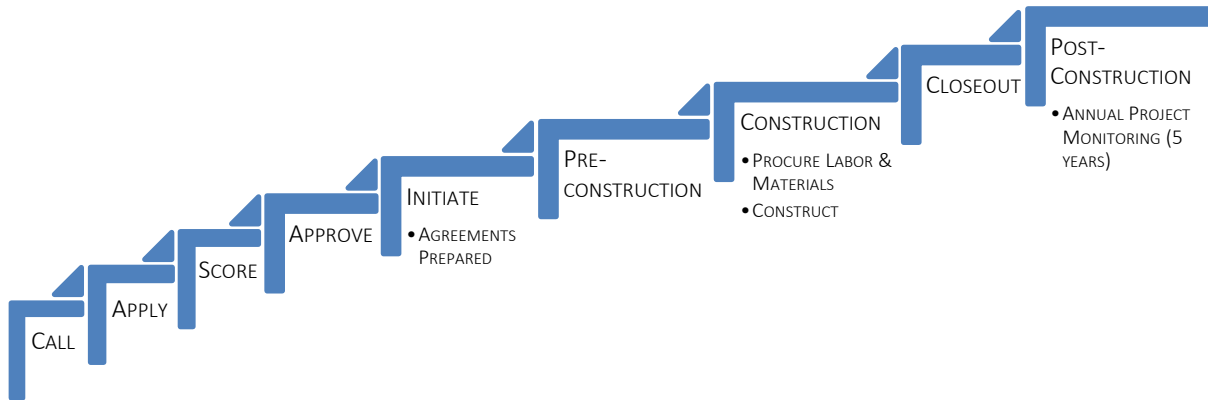 CALL
APPLY
SCORE
APPROVE
INITIATE
• AGREEMENTS
PREPARED
PRE-
CONSTRUCTION
CONSTRUCTION
• PROCURE LABOR &
MATERIALS
• CONSTRUCT
CLOSEOUT
POST-
CONSTRUCTION
• ANNUAL PROJECT
MONITORING (5
YEARS)